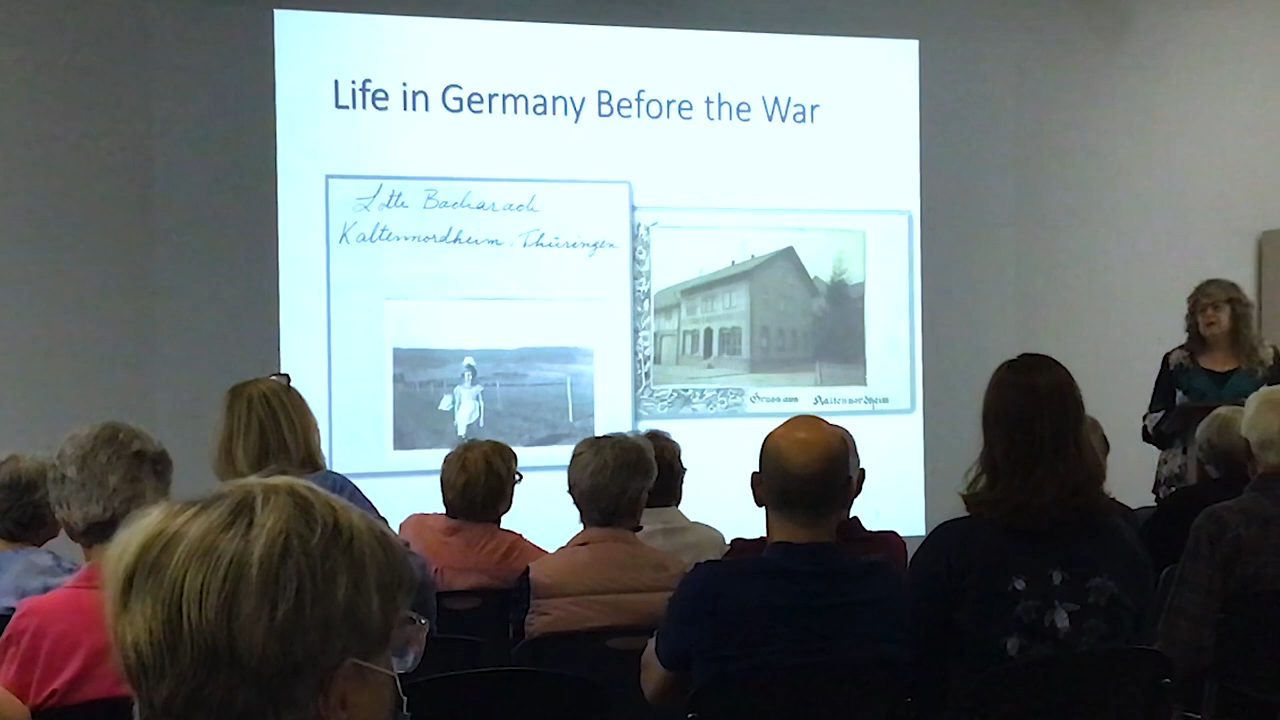 Life in Germany Before the War
Lotte Bacharach
Kaltennordheim, Thüringen
Gruss aus Kaltennordheim